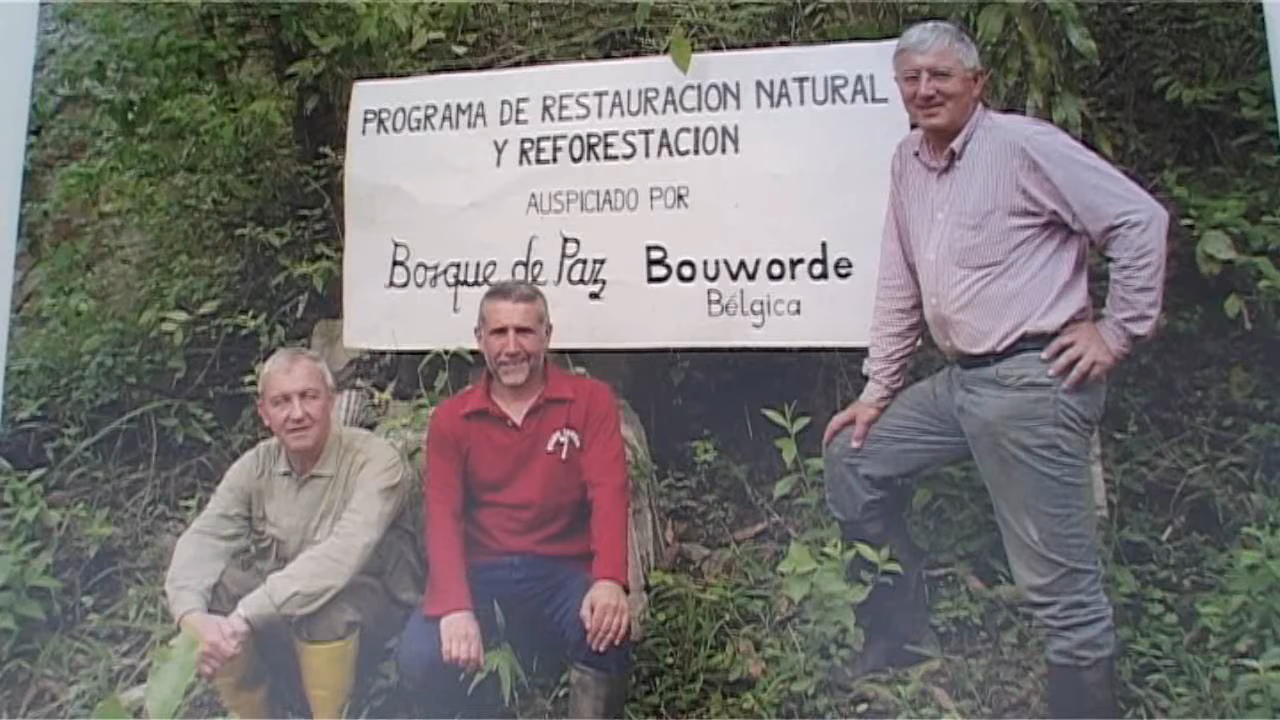 PROGRAMA DE RESTAURACION NATURAL
Y REFORESTACION
AUSPICIADO POR
Bosque de Paz Bouworde
Bélgica